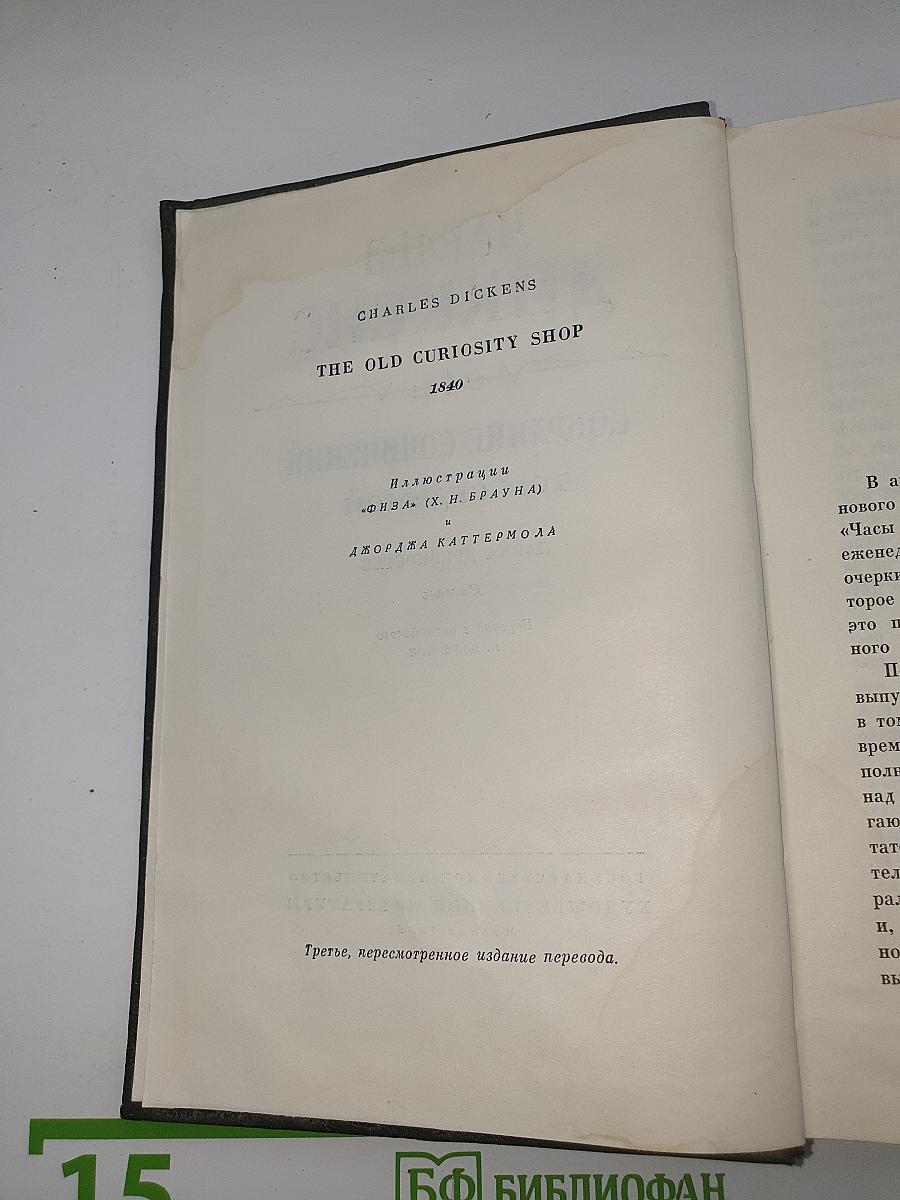 CHARLES DICKENS
THE OLD CURIOSITY SHOP
1840
Иллюстрации
«ФИЗА» (Х. Н. БРАУНА)
и
ДЖОРДЖА КАТТЕРМОЛА
Третье, пересмотренное издание перевода.
В
нового
«Часы
еженед
очерки
торое
это п
ного
П
выпу
в том
врем
полн
над
гаю
тат
тел
рал
и,
но
вы
15
БФ БИБЛИОФАН